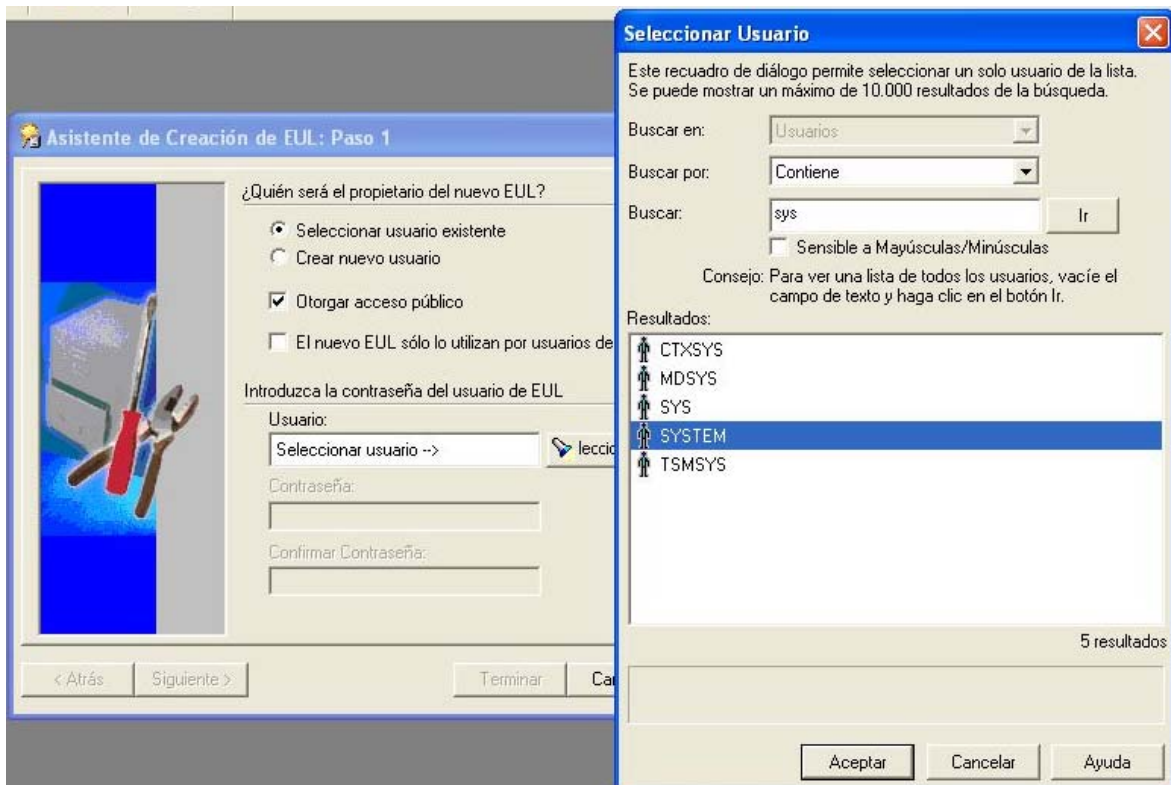 Asistente de Creación de EUL: Paso 1
¿Quién será el propietario del nuevo EUL?
Seleccionar usuario existente
Crear nuevo usuario
Otorgar acceso público
El nuevo EUL sólo lo utilizan por usuarios de
Introduzca la contraseña del usuario de EUL
Usuario:
Seleccionar usuario -->
lecció
Contraseña:
Confirmar Contraseña:
< Atrás
Siguiente >
Terminar
Ca
Seleccionar Usuario
Este recuadro de diálogo permite seleccionar un solo usuario de la lista.
Se puede mostrar un máximo de 10.000 resultados de la búsqueda.
Buscar en:
Usuarios
Buscar por:
Contiene
Buscar:
sys
Ir
Sensible a Mayúsculas/Minúsculas
Consejo: Para ver una lista de todos los usuarios, vacíe el
campo de texto y haga clic en el botón Ir.
Resultados:
CTXSYS
MDSYS
SYS
SYSTEM
TSMSYS
5 resultados
Aceptar
Cancelar
Ayuda